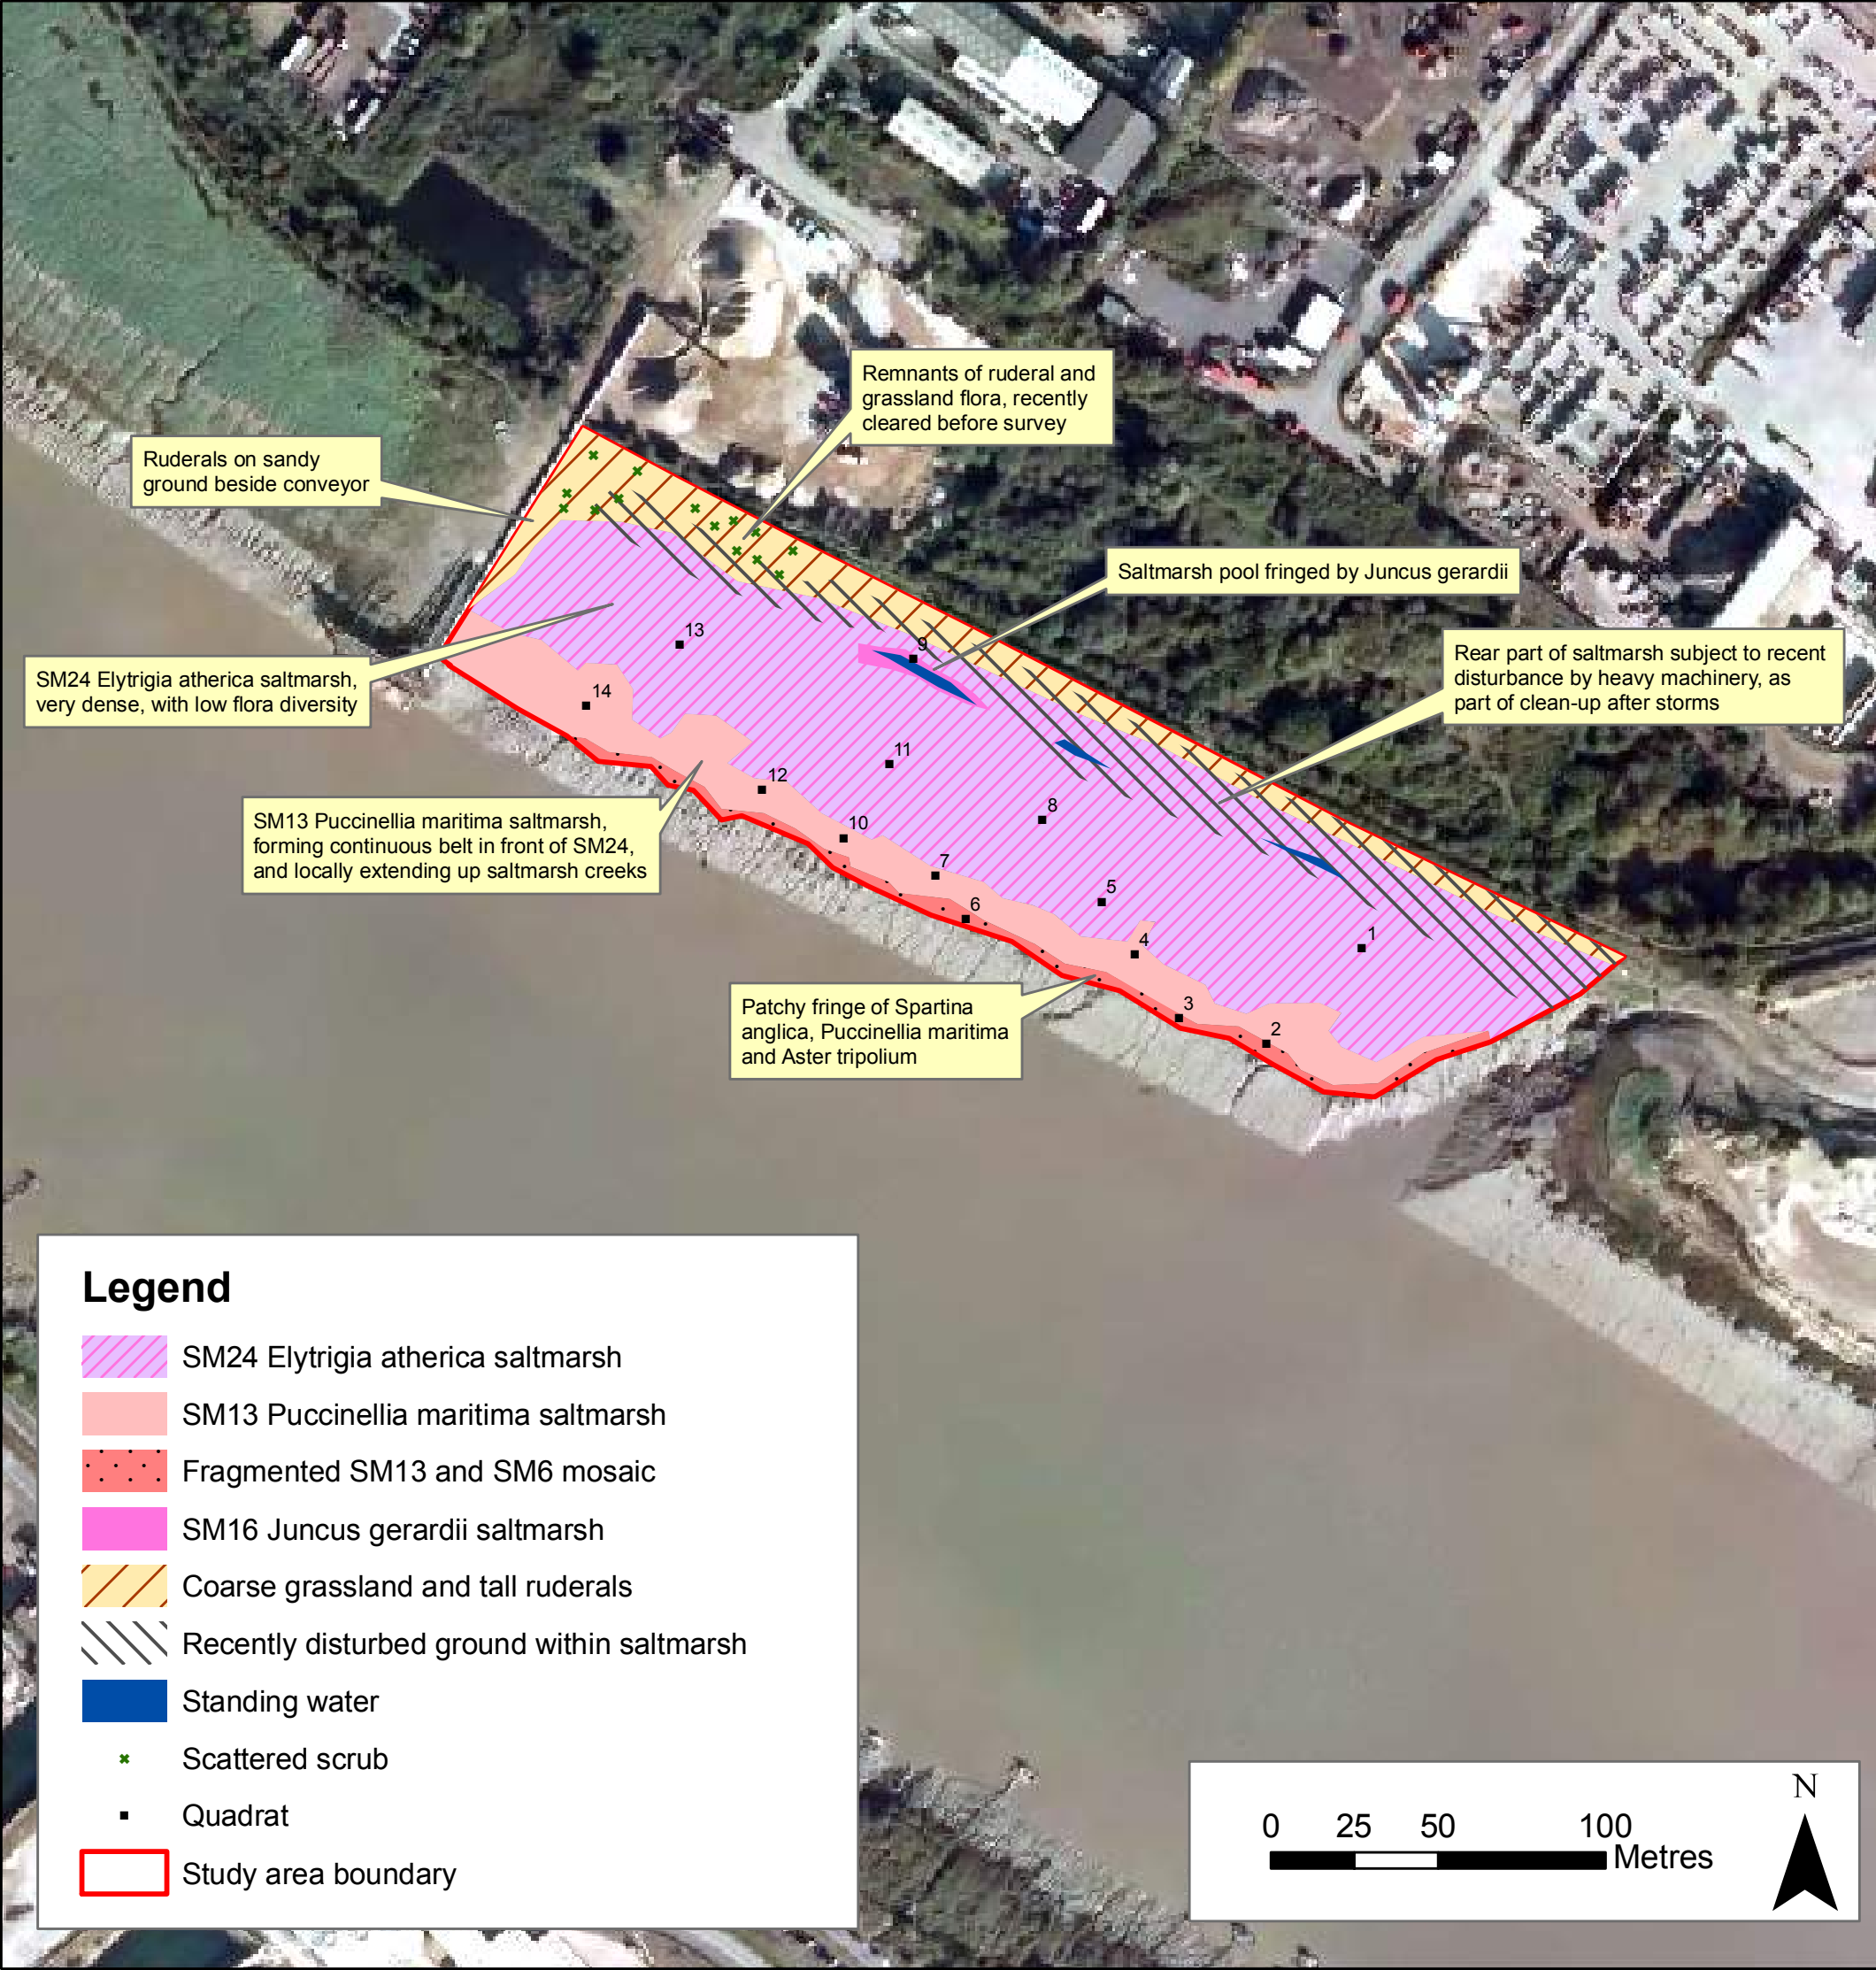 Remnants of ruderal and
grassland flora, recently
cleared before survey
Ruderals on sandy
ground beside conveyor
Saltmarsh pool fringed by Juncus gerardii
Rear part of saltmarsh subject to recent
disturbance by heavy machinery, as
part of clean-up after storms
SM24 Elytrigia atherica saltmarsh,
very dense, with low flora diversity
13
9
14
11
12
8
10
7
5
6
4
1
3
2
SM13 Puccinellia maritima saltmarsh,
forming continuous belt in front of SM24,
and locally extending up saltmarsh creeks
Patchy fringe of Spartina
anglica, Puccinellia maritima
and Aster tripolium
Legend
SM24 Elytrigia atherica saltmarsh
SM13 Puccinellia maritima saltmarsh
Fragmented SM13 and SM6 mosaic
SM16 Juncus gerardii saltmarsh
Coarse grassland and tall ruderals
Recently disturbed ground within saltmarsh
Standing water
Scattered scrub
Quadrat
Study area boundary
N
0 25 50 100
Metres